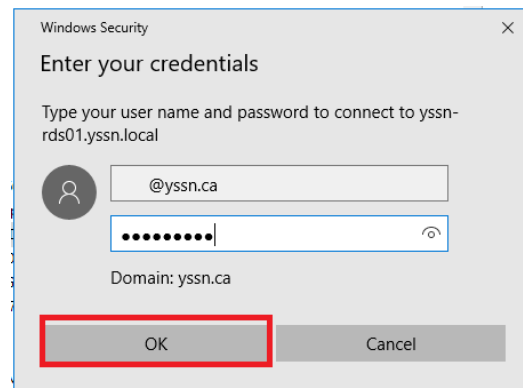 Windows Security
Enter your credentials
Type your user name and password to connect to yssn-
rds01.yssn.local
@yssn.ca
•••••••••
Domain: yssn.ca
OK
Cancel